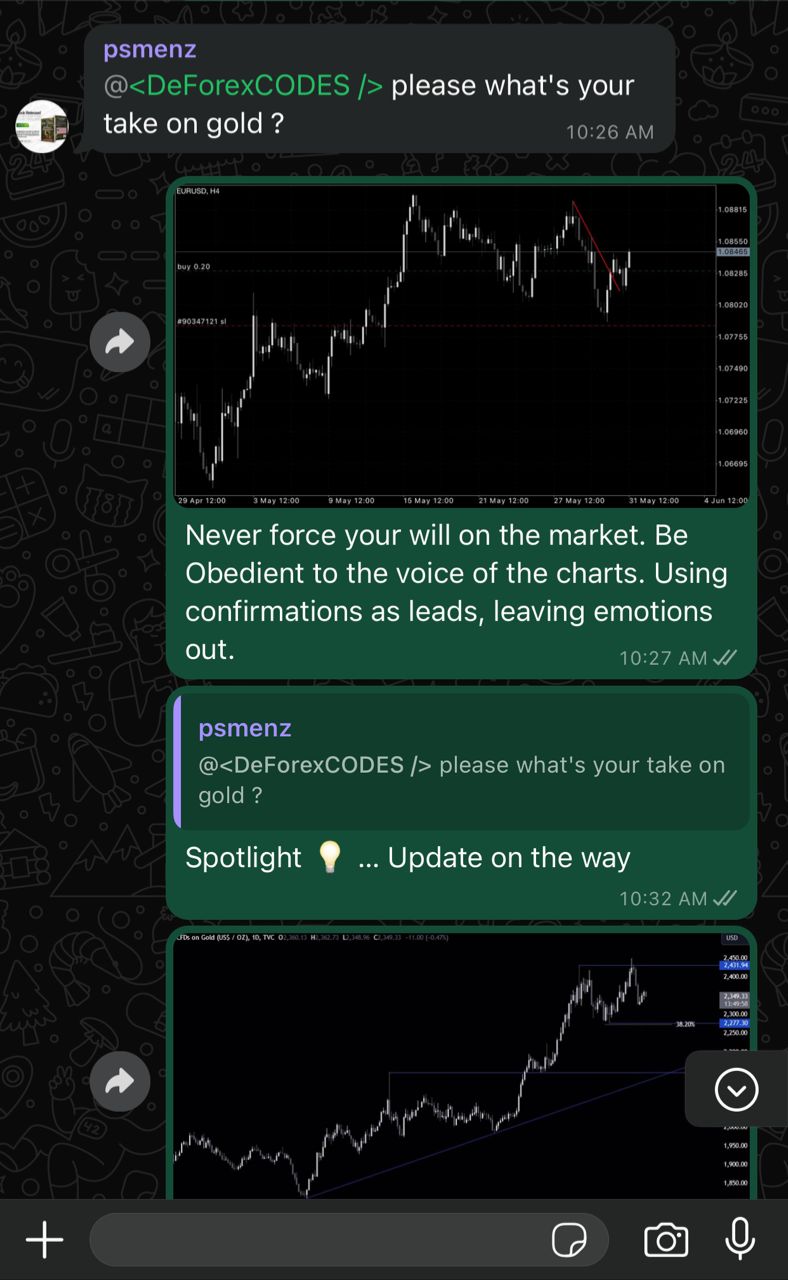 psmenz
@<DeForexCODES /> please what's your
take on gold ?
10:26 AM
EURUSD, H4
1.08815
1.08550
1.08465
buy 0.20
1.08285
1.08020
#90347121 sl
1.07755
1.07490
1.07225
1.06960
1.06695
29 Apr 12:00 3 May 12:00 9 May 12:00 15 May 12:00 21 May 12:00 27 May 12:00 31 May 12:00 4 Jun 12:00
Never force your will on the market. Be
Obedient to the voice of the charts. Using
confirmations as leads, leaving emotions
out.
10:27 AM
psmenz
@<DeForexCODES /> please what's your take on
gold ?
Spotlight 💡 ... Update on the way
10:32 AM
CFDs on Gold (US$ / OZ), 1D, TVC O2,360.13 H2,362.73 L2,348.96 C2,349.33 -11.00 (-0.47%)
USD
2,450.00
2,431.94
2,400.00
2,349.33
13:49:58
2,300.00
38.20%
2,277.30
2,250.00
1,950.00
1,900.00
1,850.00